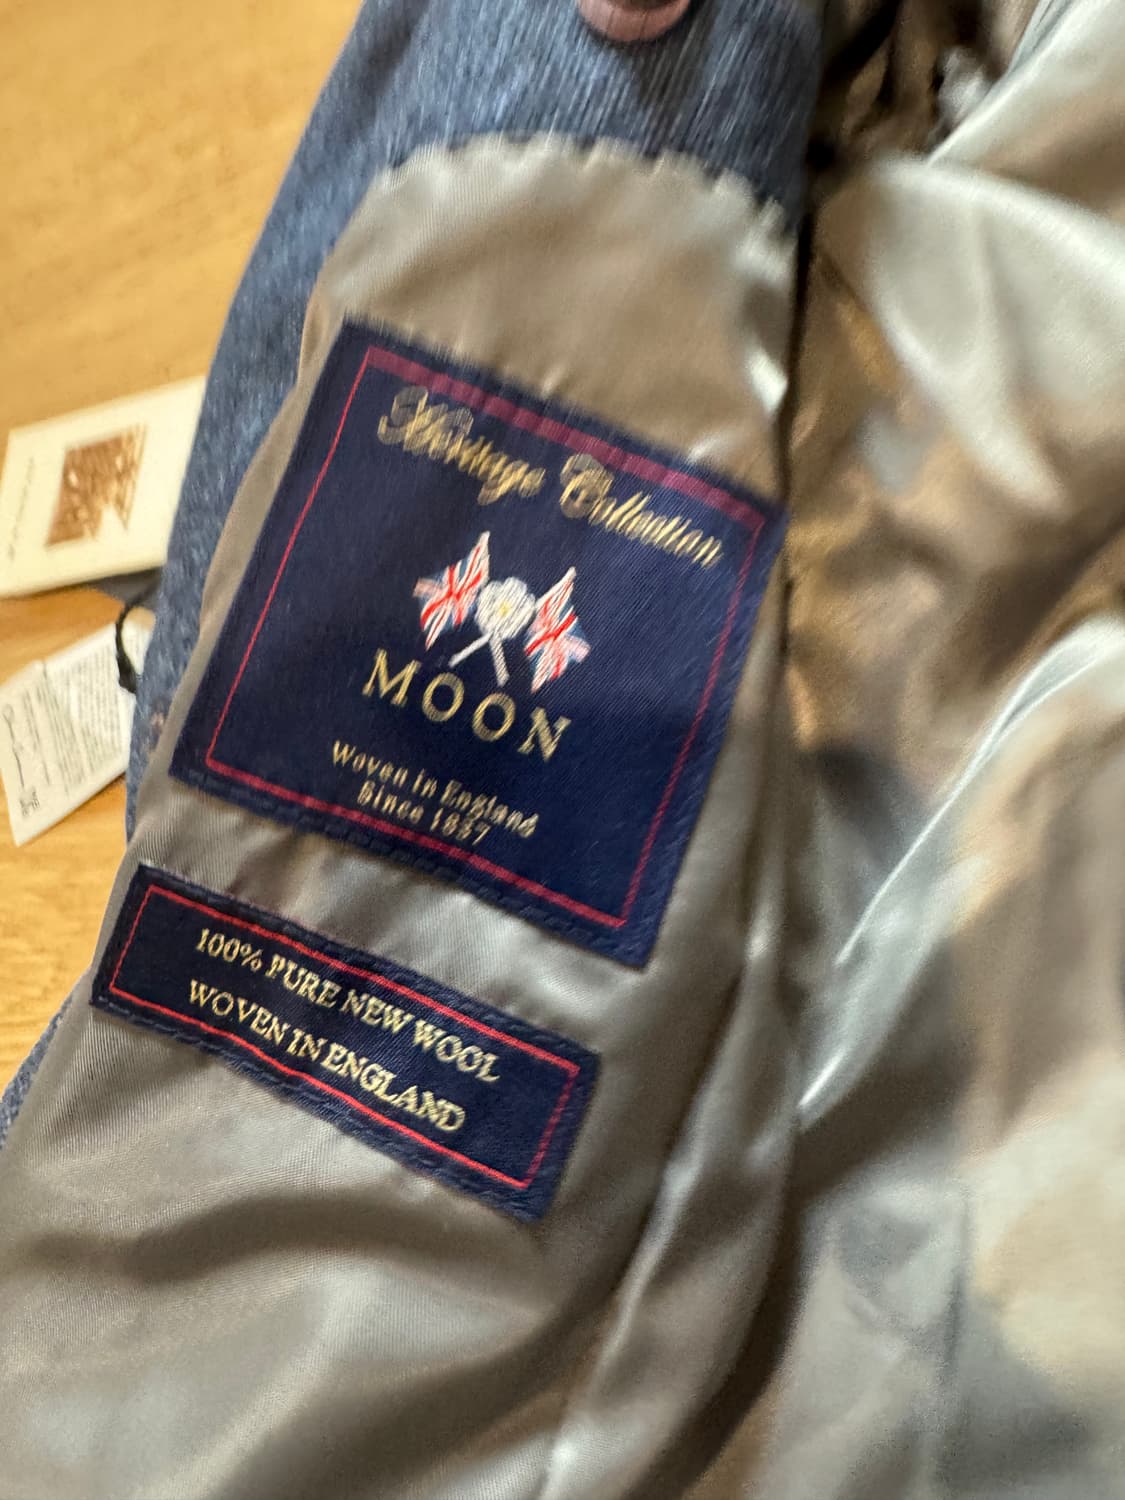 Heritage Collection
MOON
Woven in England
Since 1837
100% PURE NEW WOOL
WOVEN IN ENGLAND